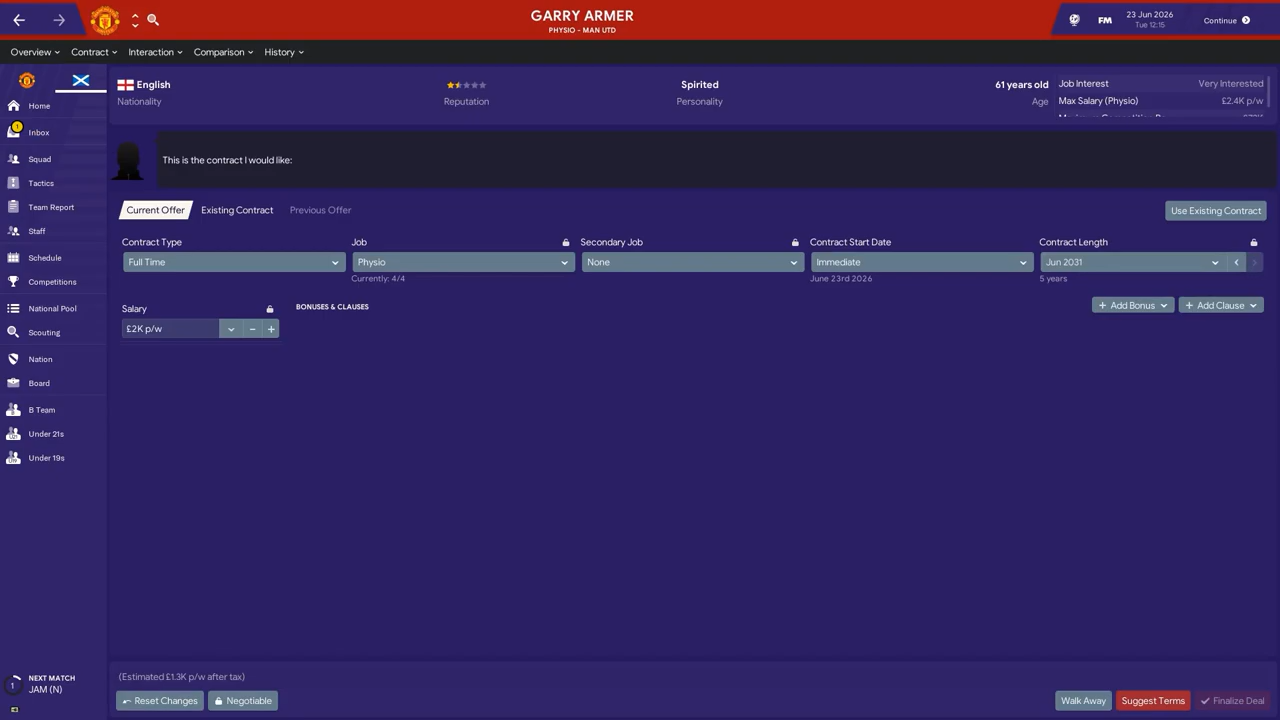 GARRY ARMER
PHYSIO - MAN UTD
23 Jun 2026
Tue 12:15
FM
Continue
Overview
Contract
Interaction
Comparison
History
English
Nationality
Reputation
Spirited
Personality
61 years old
Age
Job Interest
Very Interested
Max Salary (Physio)
£2.4K p/w
Home
1
Inbox
Squad
Tactics
Team Report
Staff
Schedule
Competitions
National Pool
Scouting
Nation
Board
B Team
Under 21s
Under 19s
This is the contract I would like:
Current Offer
Existing Contract
Previous Offer
Use Existing Contract
Contract Type
Full Time
Job
Physio
Currently: 4/4
Secondary Job
None
Contract Start Date
Immediate
June 23rd 2026
Contract Length
Jun 2031
5 years
Salary
£2K p/w
BONUSES & CLAUSES
Add Bonus
Add Clause
(Estimated £1.3K p/w after tax)
Reset Changes
Negotiable
Walk Away
Suggest Terms
Finalize Deal
1
NEXT MATCH
JAM (N)